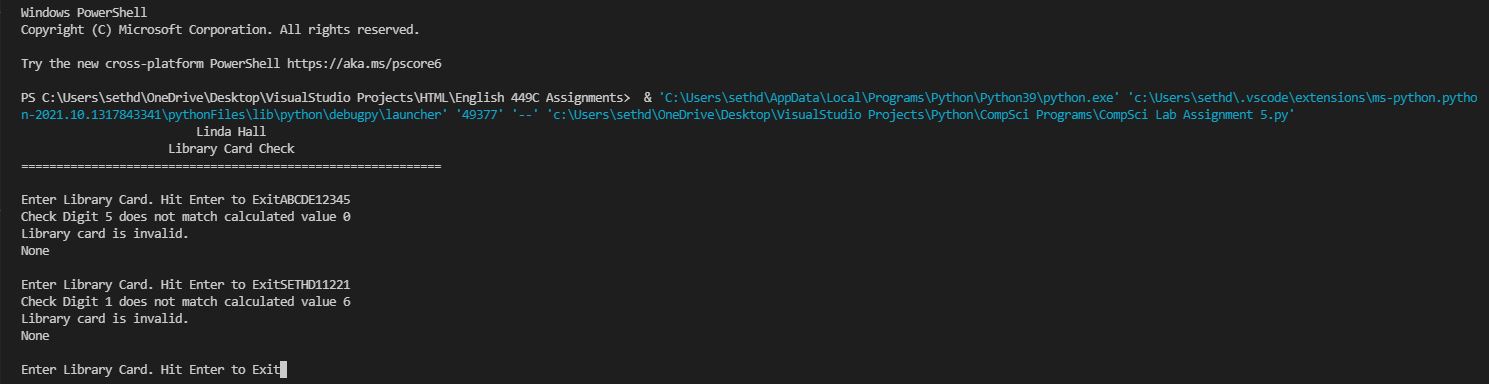 Windows PowerShell
Copyright (C) Microsoft Corporation. All rights reserved.
Try the new cross-platform PowerShell https://aka.ms/pscore6
PS C:\Users\sethd\OneDrive\Desktop\VisualStudio Projects\HTML\English 449C Assignments>  & 'C:\Users\sethd\AppData\Local\Programs\Python\Python39\python.exe' 'c:\Users\sethd\.vscode\extensions\ms-python.pytho
n-2021.10.1317843341\pythonFiles\lib\python\debugpy\launcher' '49377' '--' 'c:\Users\sethd\OneDrive\Desktop\VisualStudio Projects\Python\CompSci Programs\CompSci Lab Assignment 5.py'
Linda Hall
Library Card Check
============================================================
Enter Library Card. Hit Enter to ExitABCDE12345
Check Digit 5 does not match calculated value 0
Library card is invalid.
None
Enter Library Card. Hit Enter to ExitSETHD11221
Check Digit 1 does not match calculated value 6
Library card is invalid.
None
Enter Library Card. Hit Enter to Exit